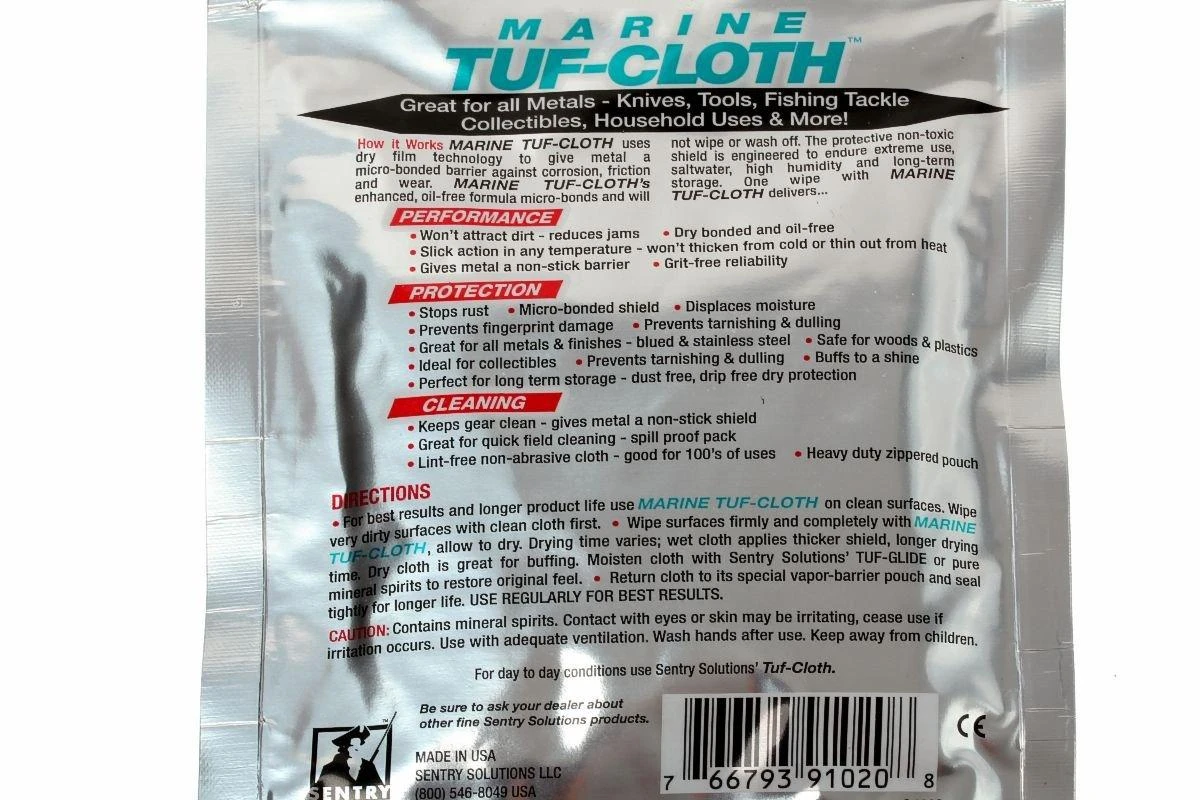 MARINE
TUF-CLOTH™
Great for all Metals - Knives, Tools, Fishing Tackle
Collectibles, Household Uses & More!
How it Works MARINE TUF-CLOTH uses
dry film technology to give metal a
micro-bonded barrier against corrosion, friction
and wear. MARINE TUF-CLOTH's
enhanced, oil-free formula micro-bonds and will
not wipe or wash off. The protective non-toxic
shield is engineered to endure extreme use,
saltwater, high humidity and long-term
storage. One wipe with MARINE
TUF-CLOTH delivers...
PERFORMANCE
• Won't attract dirt - reduces jams • Dry bonded and oil-free
• Slick action in any temperature - won't thicken from cold or thin out from heat
• Gives metal a non-stick barrier • Grit-free reliability
PROTECTION
• Stops rust • Micro-bonded shield • Displaces moisture
• Prevents fingerprint damage • Prevents tarnishing & dulling
• Great for all metals & finishes - blued & stainless steel • Safe for woods & plastics
• Ideal for collectibles • Prevents tarnishing & dulling • Buffs to a shine
• Perfect for long term storage - dust free, drip free dry protection
CLEANING
• Keeps gear clean - gives metal a non-stick shield
• Great for quick field cleaning - spill proof pack
• Lint-free non-abrasive cloth - good for 100's of uses • Heavy duty zippered pouch
DIRECTIONS
• For best results and longer product life use MARINE TUF-CLOTH on clean surfaces. Wipe
very dirty surfaces with clean cloth first. • Wipe surfaces firmly and completely with MARINE
TUF-CLOTH, allow to dry. Drying time varies; wet cloth applies thicker shield, longer drying
time. Dry cloth is great for buffing. Moisten cloth with Sentry Solutions' TUF-GLIDE or pure
mineral spirits to restore original feel. • Return cloth to its special vapor-barrier pouch and seal
tightly for longer life. USE REGULARLY FOR BEST RESULTS.
CAUTION: Contains mineral spirits. Contact with eyes or skin may be irritating, cease use if
irritation occurs. Use with adequate ventilation. Wash hands after use. Keep away from children.
For day to day conditions use Sentry Solutions' Tuf-Cloth.
Be sure to ask your dealer about
other fine Sentry Solutions products.
MADE IN USA
SENTRY SOLUTIONS LLC
(800) 546-8049 USA
SENTRY
™
7 66793 91020 8
CE